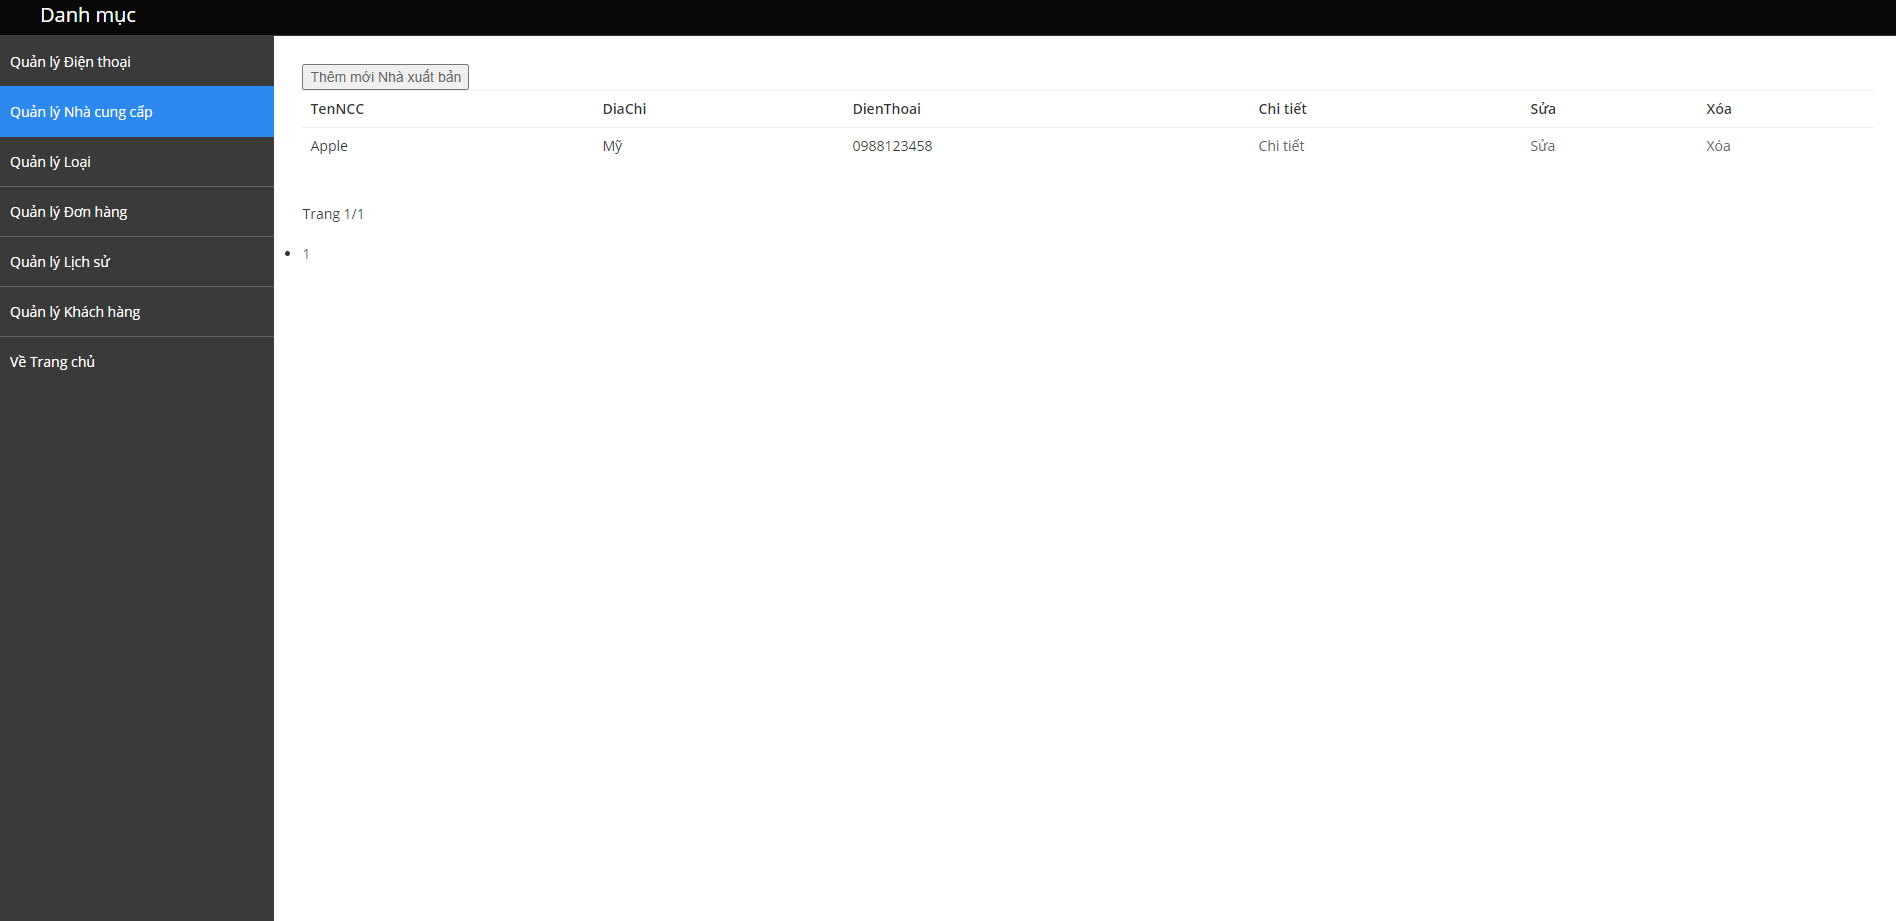 Danh mục
Quản lý Điện thoại
Quản lý Nhà cung cấp
Quản lý Loại
Quản lý Đơn hàng
Quản lý Lịch sử
Quản lý Khách hàng
Về Trang chủ
Thêm mới Nhà xuất bản
TenNCC DiaChi DienThoai Chi tiết Sửa Xóa
Apple Mỹ 0988123458 Chi tiết Sửa Xóa
Trang 1/1
1